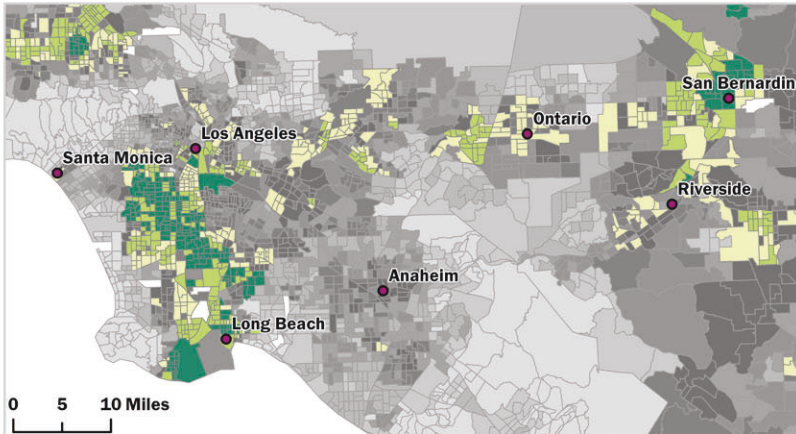 San Bernardin
Ontario
Los Angeles
Santa Monica
Riverside
Anaheim
Long Beach
0 5 10 Miles